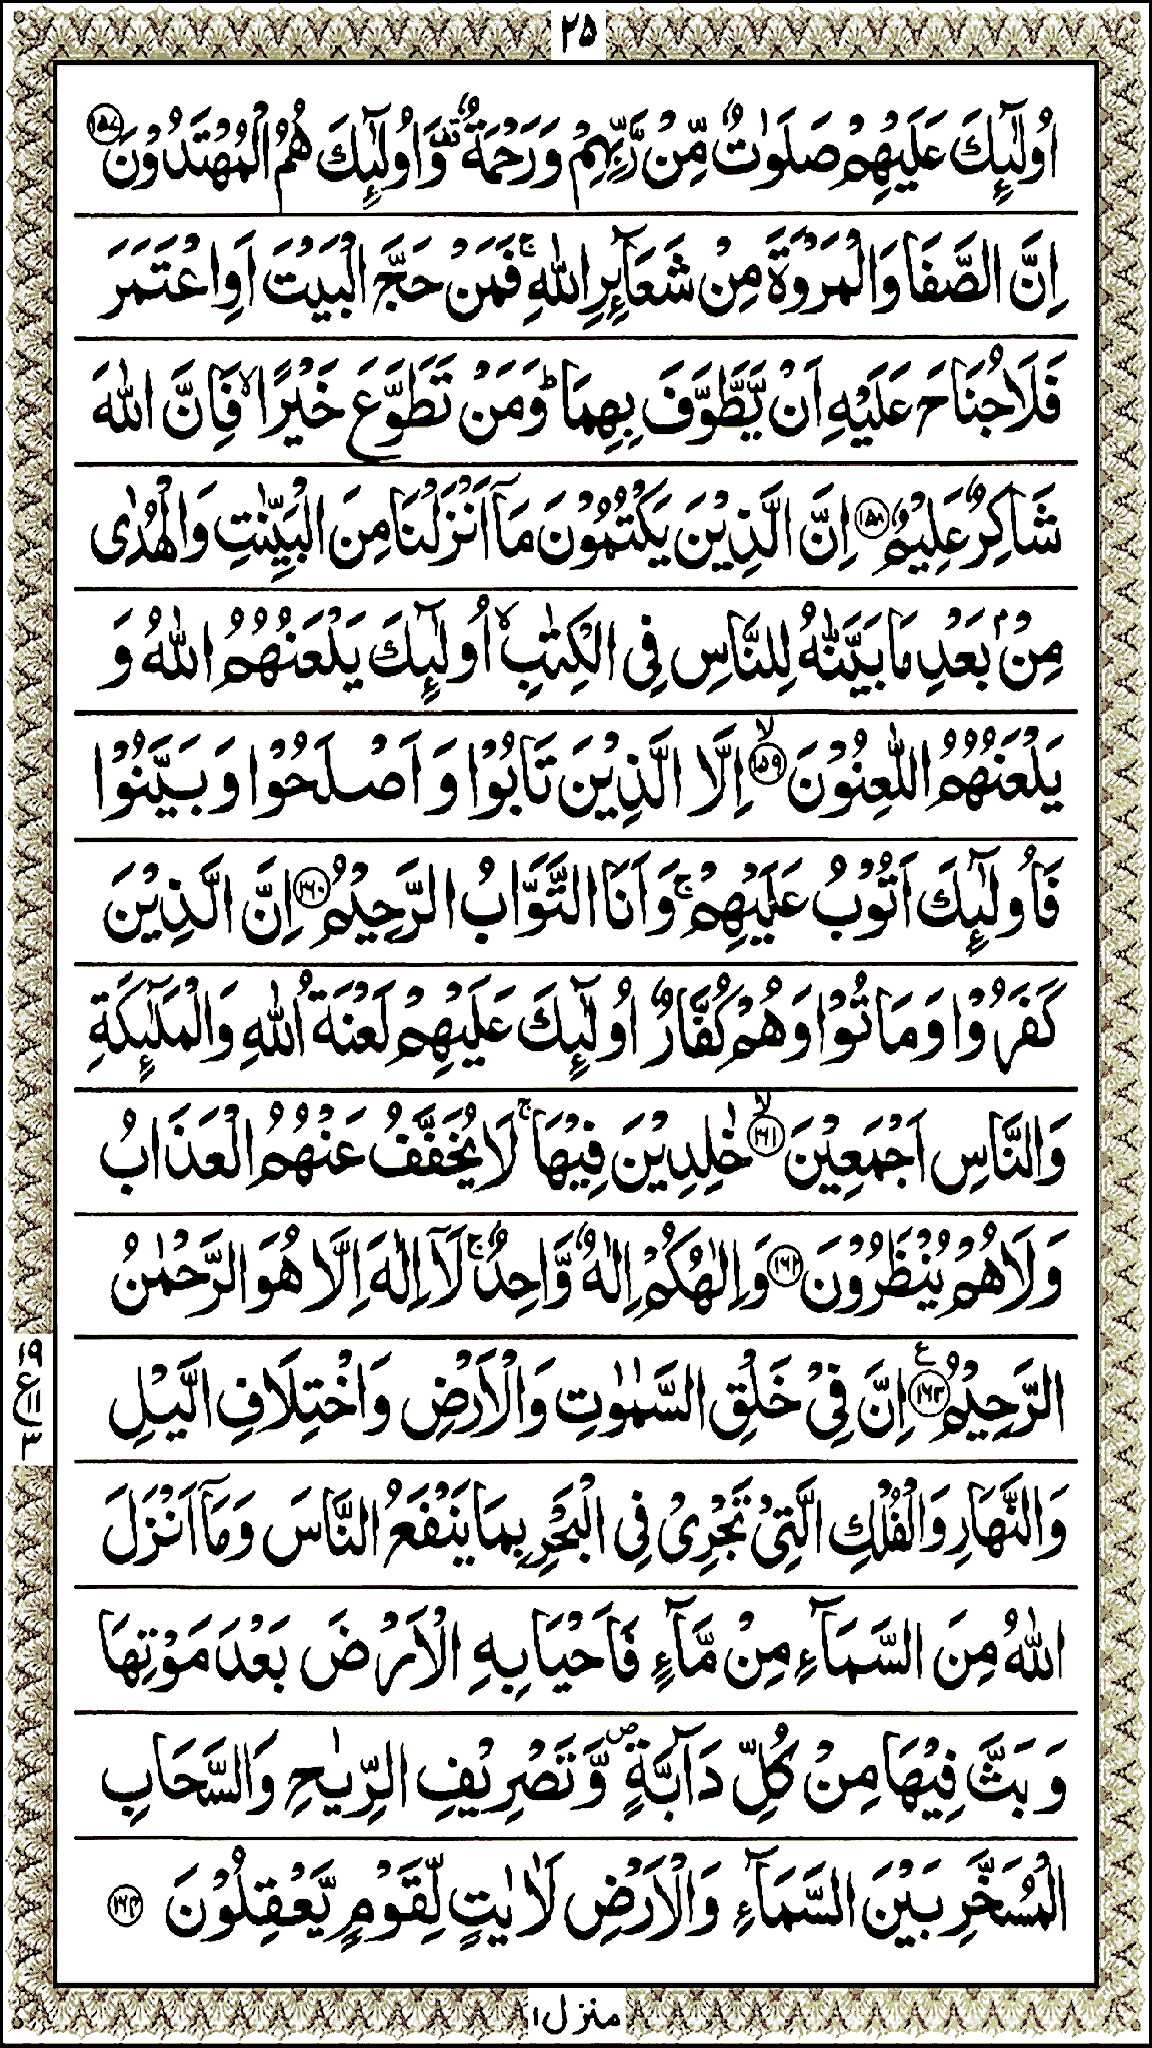 ۲۵
اُولٰٓئِكَ عَلَيْهِمْ صَلَوٰتٌ مِّنْ رَّبِّهِمْ وَرَحْمَةٌ ۟قف وَاُولٰٓئِكَ هُمُ الْمُهْتَدُوْنَ ۝۱۵۷
اِنَّ الصَّفَا وَالْمَرْوَةَ مِنْ شَعَآئِرِ اللّٰهِ ۚ فَمَنْ حَجَّ الْبَيْتَ اَوِاعْتَمَرَ
فَلَاجُنَاحَ عَلَيْهِ اَنْ يَّطَّوَّفَ بِهِمَا ؕ وَمَنْ تَطَوَّعَ خَيْرًا ۙ فَاِنَّ اللّٰهَ
شَاكِرٌ عَلِيْمٌ ۝۱۵۸ اِنَّ الَّذِيْنَ يَكْتُمُوْنَ مَآ اَنْزَلْنَا مِنَ الْبَيِّنٰتِ وَالْهُدٰى
مِنْۢ بَعْدِ مَا بَيَّنّٰهُ لِلنَّاسِ فِى الْكِتٰبِ ۙ اُولٰٓئِكَ يَلْعَنُهُمُ اللّٰهُ وَ
يَلْعَنُهُمُ اللّٰعِنُوْنَ ۝۱۵۹ ۙ اِلَّا الَّذِيْنَ تَابُوْا وَ اَصْلَحُوْا وَ بَيَّنُوْا
فَاُولٰٓئِكَ اَتُوْبُ عَلَيْهِمْ ۚ وَ اَنَا التَّوَّابُ الرَّحِيْمُ ۝۱۶۰ اِنَّ الَّذِيْنَ
كَفَرُوْا وَ مَا تُوْا وَهُمْ كُفَّارٌ اُولٰٓئِكَ عَلَيْهِمْ لَعْنَةُ اللّٰهِ وَالْمَلٰٓئِكَةِ
وَالنَّاسِ اَجْمَعِيْنَ ۝۱۶۱ ۙ خٰلِدِيْنَ فِيْهَا ۚ لَا يُخَفَّفُ عَنْهُمُ الْعَذَابُ
وَلَا هُمْ يُنْظَرُوْنَ ۝۱۶۲ وَاِلٰهُكُمْ اِلٰهٌ وَّاحِدٌ ۚ لَآ اِلٰهَ اِلَّا هُوَ الرَّحْمٰنُ
الرَّحِيْمُ ۝۱۶۳ ع اِنَّ فِيْ خَلْقِ السَّمٰوٰتِ وَالْاَرْضِ وَاخْتِلَافِ الَّيْلِ
۱۹
ع ۱۱
۳
وَالنَّهَارِ وَالْفُلْكِ الَّتِيْ تَجْرِيْ فِى الْبَحْرِ بِمَا يَنْفَعُ النَّاسَ وَمَآ اَنْزَلَ
اللّٰهُ مِنَ السَّمَآءِ مِنْ مَّآءٍ فَاَحْيَا بِهِ الْاَرْضَ بَعْدَ مَوْتِهَا
وَ بَثَّ فِيْهَا مِنْ كُلِّ دَآبَّةٍ ۪ وَّتَصْرِيْفِ الرِّيٰحِ وَالسَّحَابِ
الْمُسَخَّرِ بَيْنَ السَّمَآءِ وَالْاَرْضِ لَاٰيٰتٍ لِّقَوْمٍ يَّعْقِلُوْنَ ۝۱۶۴
منزل ۱